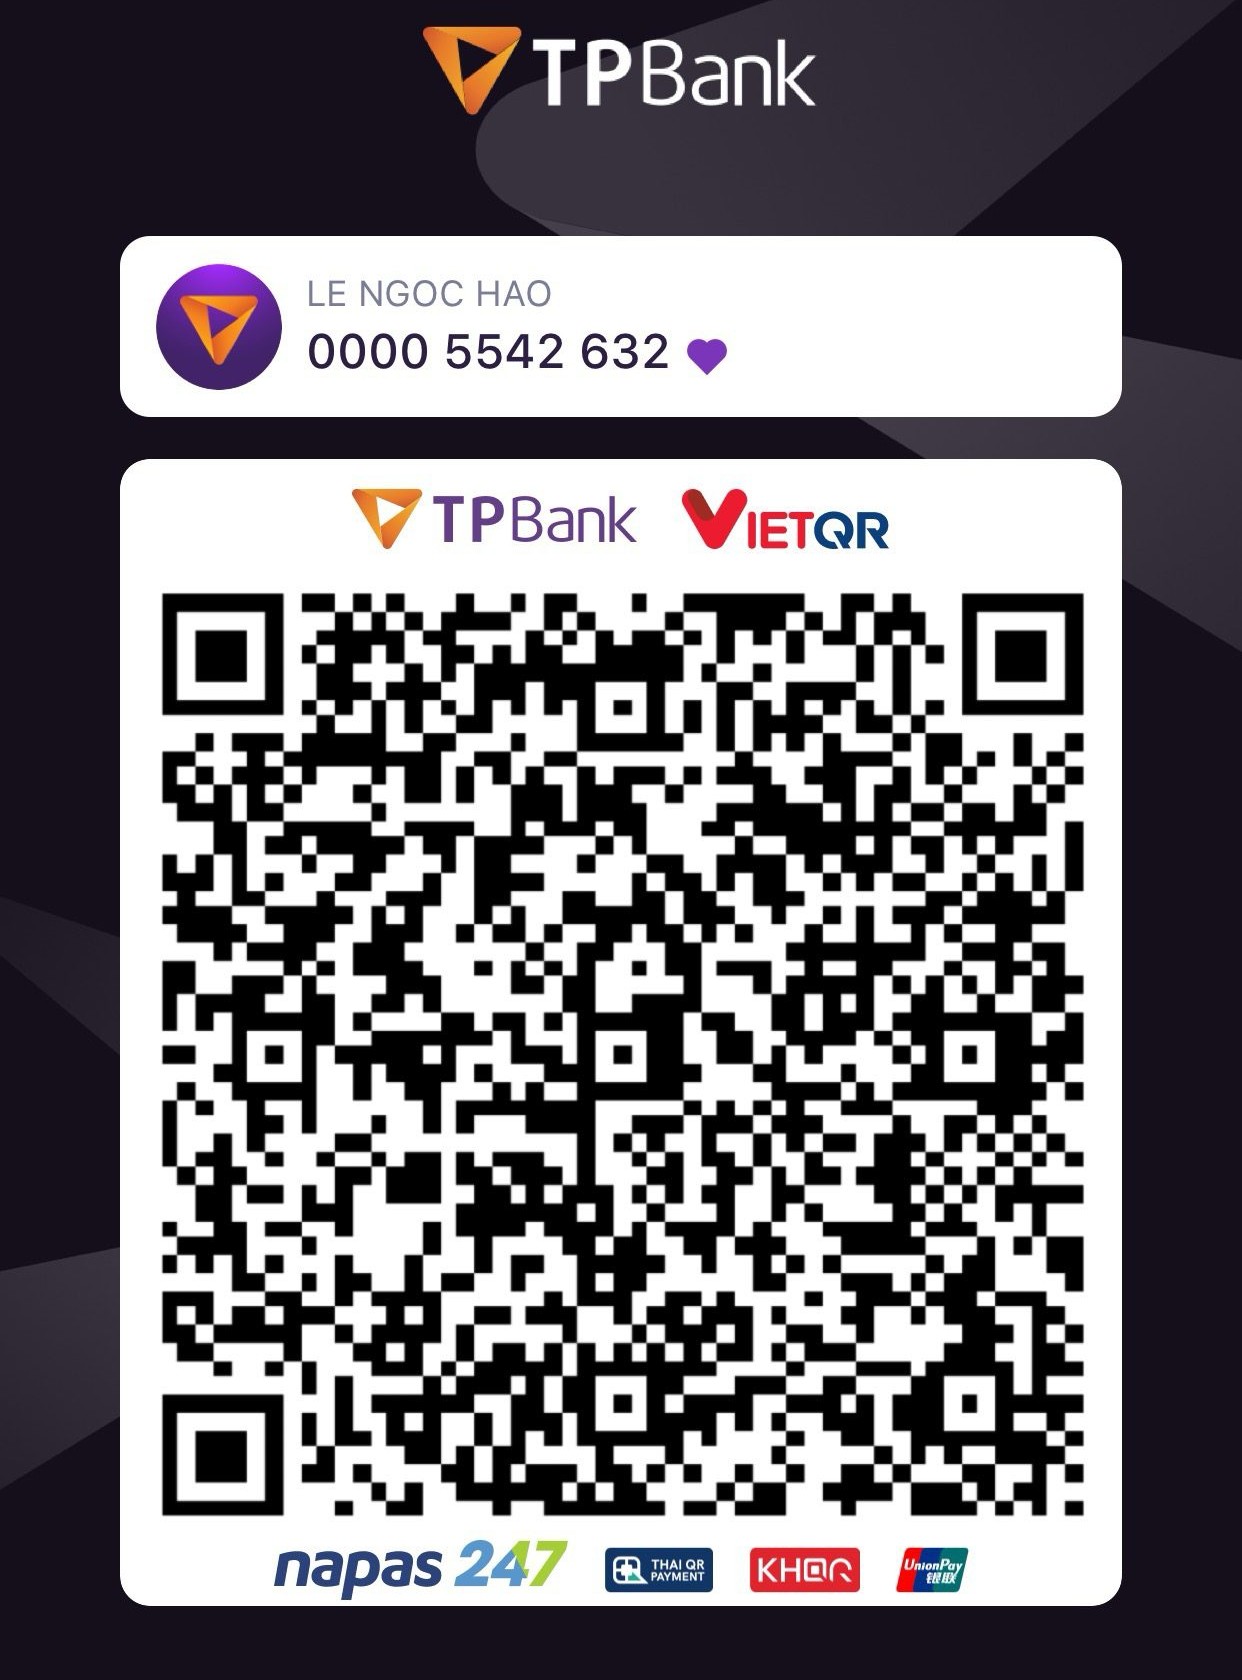 TPBank
LE NGOC HAO
0000 5542 632
TPBank VIETQR
napas 247 THAI QR PAYMENT KHQR UnionPay 银联